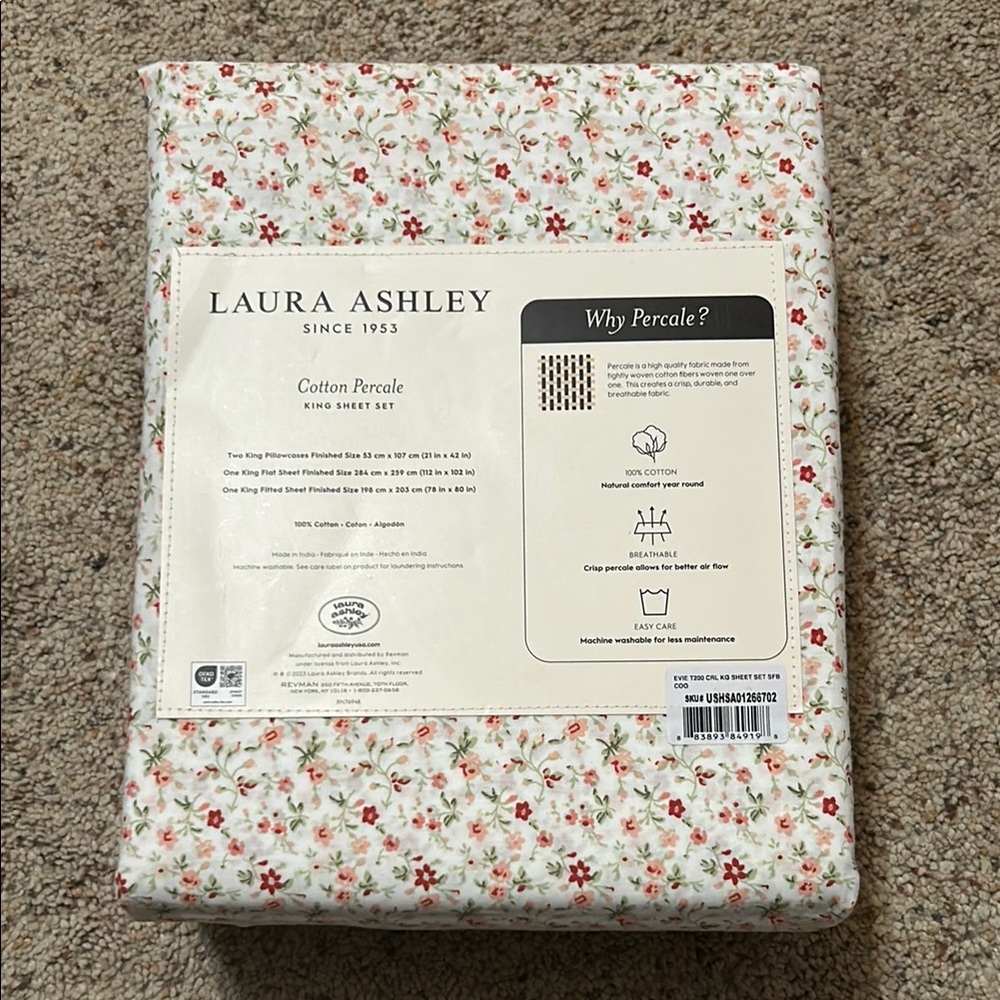 LAURA ASHLEY
SINCE 1953
Cotton Percale
KING SHEET SET
Two King Pillowcases Finished Size 53 cm x 107 cm (21 in x 42 in)
One King Flat Sheet Finished Size 284 cm x 259 cm (112 in x 102 in)
One King Fitted Sheet Finished Size 198 cm x 203 cm (78 in x 80 in)
100% Cotton - Coton - Algodón
Made in India - Fabriqué en Inde - Hecho en India
Machine washable. See care label on product for laundering instructions.
laura
ashley
lauraashleyusa.com
Manufactured and distributed by Revman
under license from Laura Ashley, Inc.
® © 2023 Laura Ashley Brands. All rights reserved.
REVMAN 350 FIFTH AVENUE, 70TH FLOOR,
NEW YORK, NY 10118 • 1-800-237-0658
OEKO
TEX®
STANDARD
100
Why Percale?
Percale is a high quality fabric made from
tightly woven cotton fibers woven one over
one. This creates a crisp, durable, and
breathable fabric.
100% COTTON
Natural comfort year round
BREATHABLE
Crisp percale allows for better air flow
EASY CARE
Machine washable for less maintenance
EVIE T200 CRL KG SHEET SET SFB
COO
SKU# USHSA01266702
8 83893 84919 8